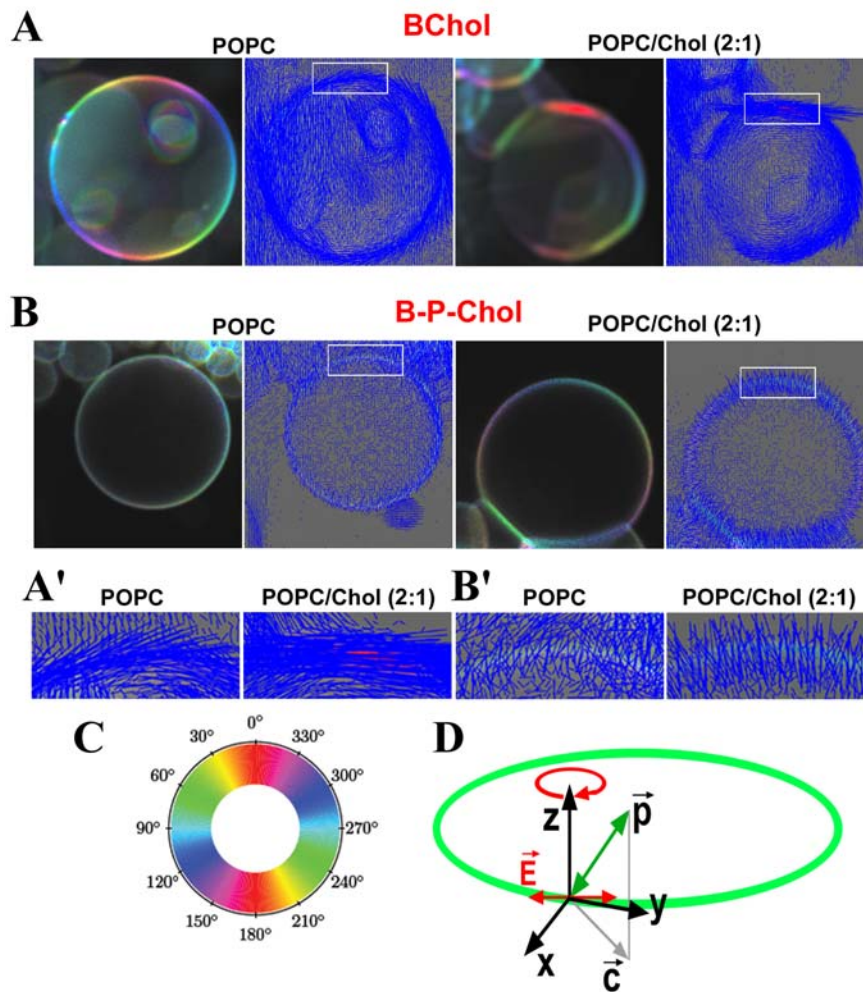 A BChol
POPC POPC/Chol (2:1)
B B-P-Chol
POPC POPC/Chol (2:1)
A' B'
POPC POPC/Chol (2:1) POPC POPC/Chol (2:1)
C D
0°
30° 330°
60° 300°
90° 270°
120° 240°
150° 210°
180°
z p
E
y
x c